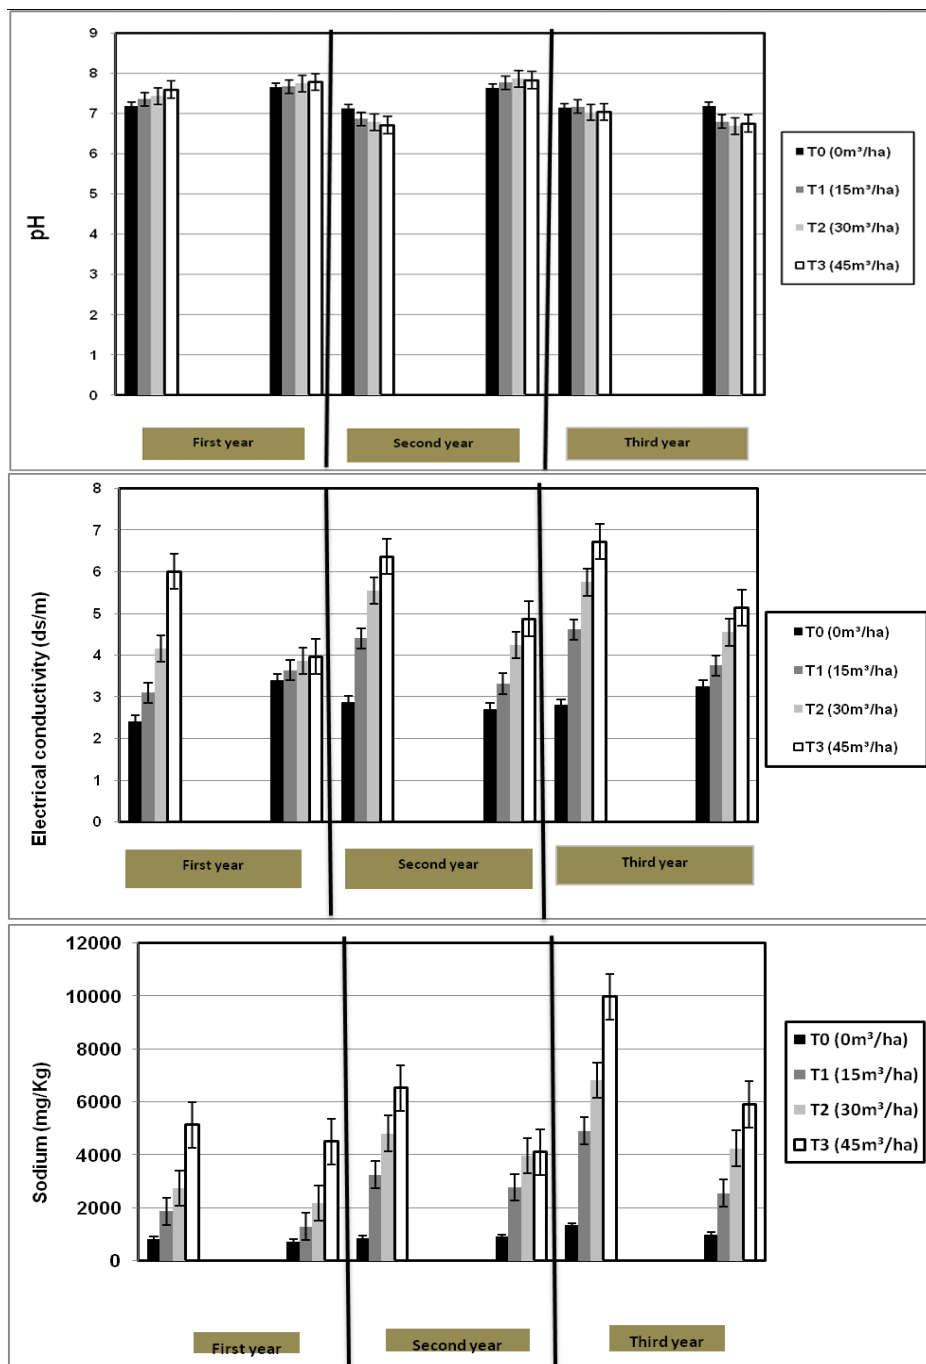 9
8
7
6
5
4
3
2
1
0
pH
T0 (0m³/ha)
T1 (15m³/ha)
T2 (30m³/ha)
T3 (45m³/ha)
First year
Second year
Third year
8
7
6
5
4
3
2
1
0
Electrical conductivity (ds/m)
T0 (0m³/ha)
T1 (15m³/ha)
T2 (30m³/ha)
T3 (45m³/ha)
First year
Second year
Third year
12000
10000
8000
6000
4000
2000
0
Sodium (mg/Kg)
T0 (0m³/ha)
T1 (15m³/ha)
T2 (30m³/ha)
T3 (45m³/ha)
First year
Second year
Third year